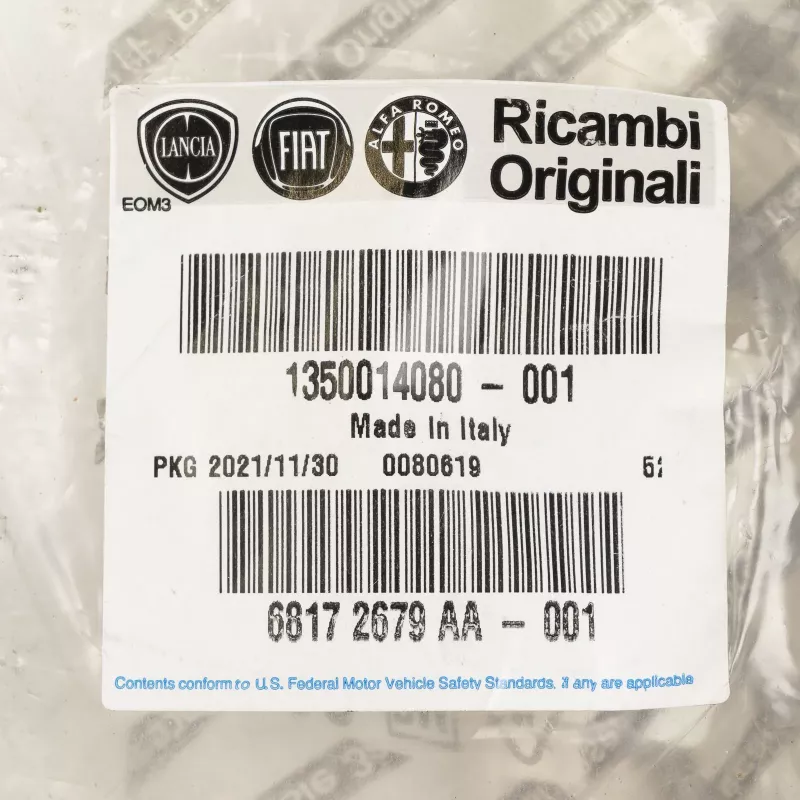 LANCIA FIAT ALFA ROMEO Ricambi
Originali
EOM3
1350014080 - 001
Made In Italy
PKG 2021/11/30 0080619
6817 2679 AA - 001
Contents conform to U.S. Federal Motor Vehicle Safety Standards. if any are applicable